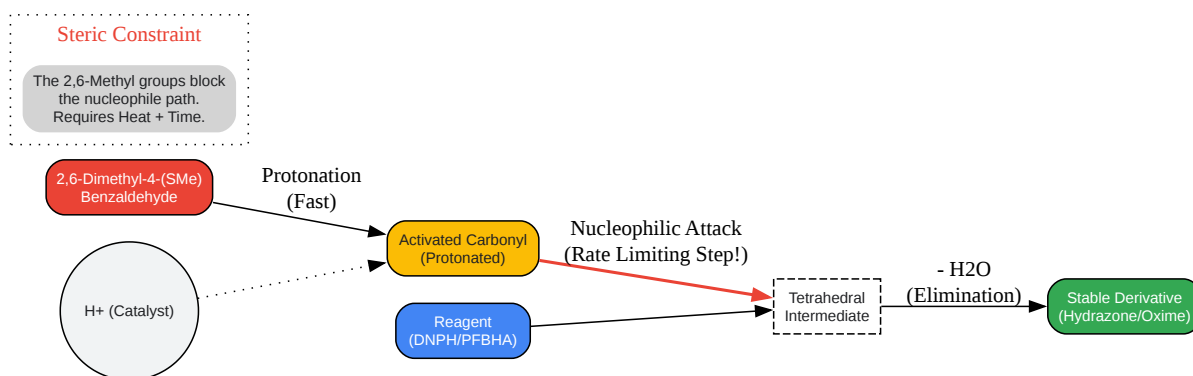 Steric Constraint
The 2,6-Methyl groups block
the nucleophile path.
Requires Heat + Time.
2,6-Dimethyl-4-(SMe)
Benzaldehyde
Protonation
(Fast)
H+ (Catalyst)
Activated Carbonyl
(Protonated)
Nucleophilic Attack
(Rate Limiting Step!)
Reagent
(DNPH/PFBHA)
Tetrahedral
Intermediate
- H2O
(Elimination)
Stable Derivative
(Hydrazone/Oxime)